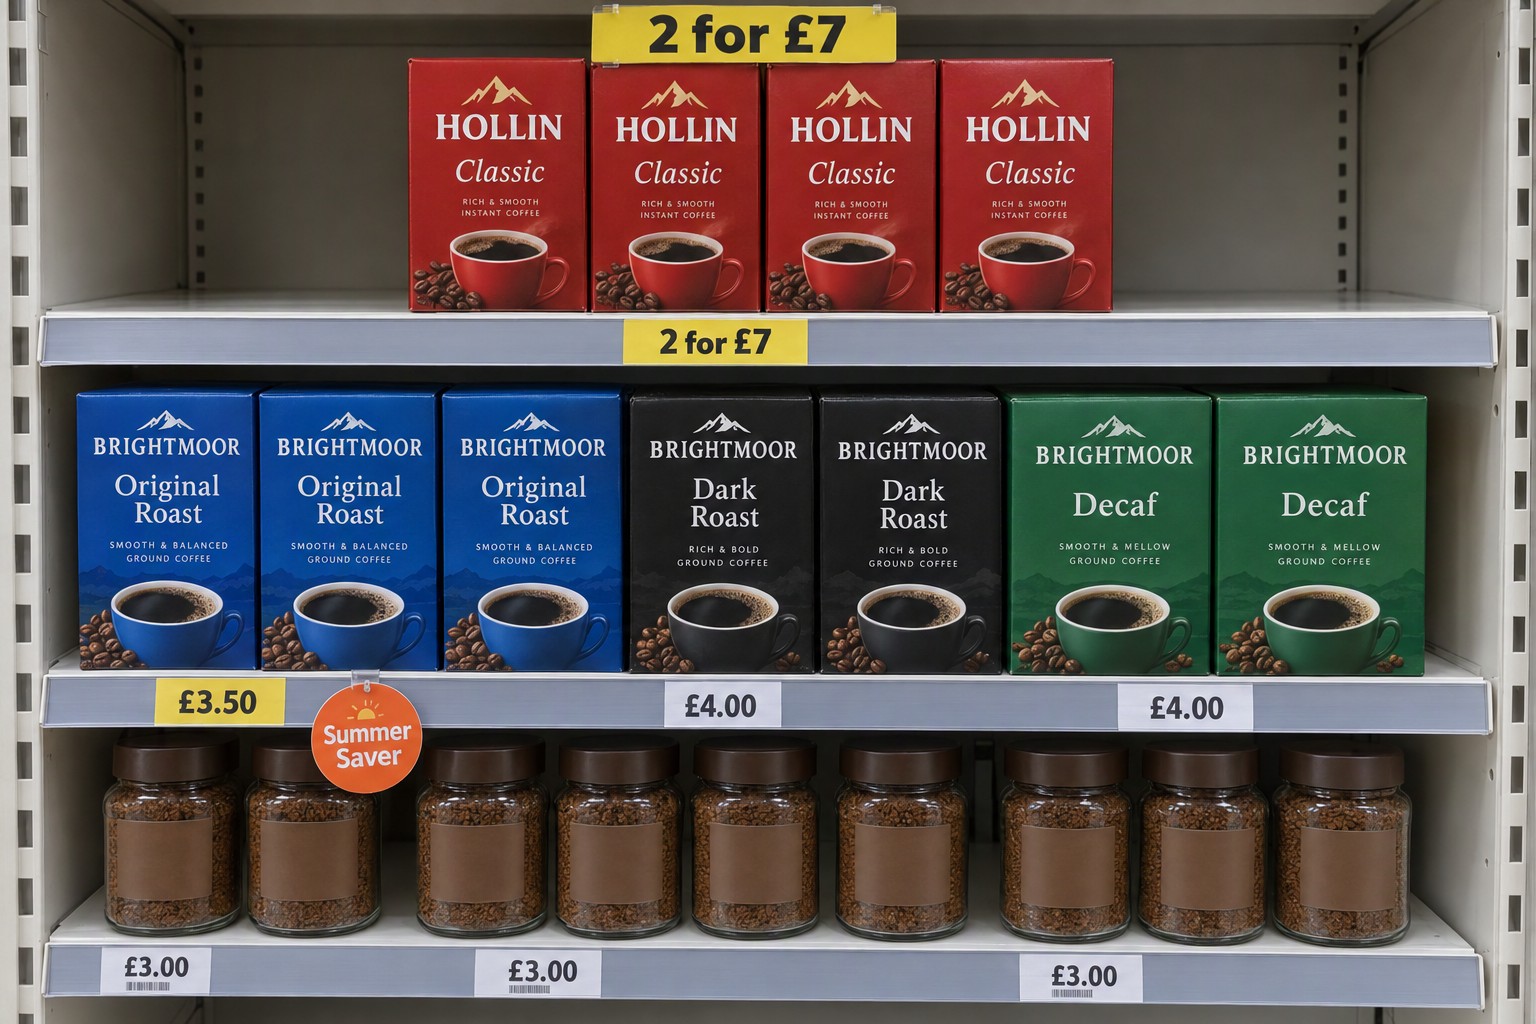 2 for £7
HOLLIN
Classic
RICH & SMOOTH
INSTANT COFFEE
HOLLIN
Classic
RICH & SMOOTH
INSTANT COFFEE
HOLLIN
Classic
RICH & SMOOTH
INSTANT COFFEE
HOLLIN
Classic
RICH & SMOOTH
INSTANT COFFEE
2 for £7
BRIGHTMOOR
Original
Roast
SMOOTH & BALANCED
GROUND COFFEE
BRIGHTMOOR
Original
Roast
SMOOTH & BALANCED
GROUND COFFEE
BRIGHTMOOR
Original
Roast
SMOOTH & BALANCED
GROUND COFFEE
BRIGHTMOOR
Dark
Roast
RICH & BOLD
GROUND COFFEE
BRIGHTMOOR
Dark
Roast
RICH & BOLD
GROUND COFFEE
BRIGHTMOOR
Decaf
SMOOTH & MELLOW
GROUND COFFEE
BRIGHTMOOR
Decaf
SMOOTH & MELLOW
GROUND COFFEE
£3.50
Summer
Saver
£4.00
£4.00
£3.00
£3.00
£3.00